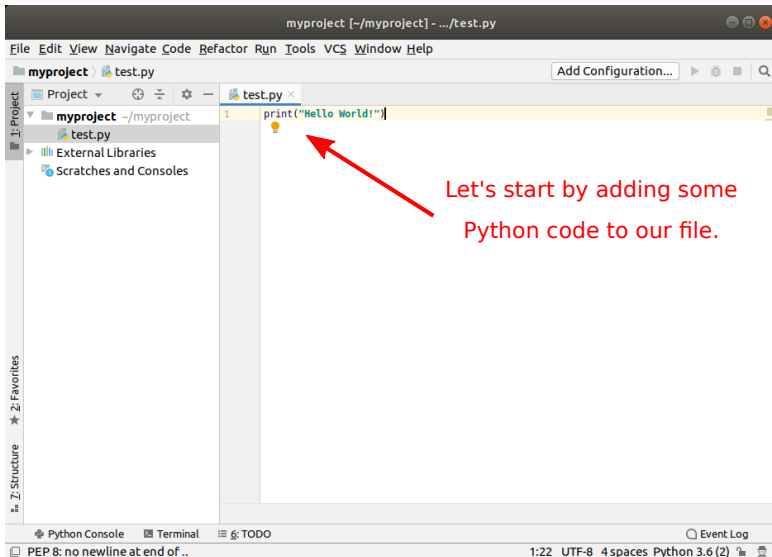 myproject [~/myproject] - .../test.py
File Edit View Navigate Code Refactor Run Tools VCS Window Help
myproject test.py Add Configuration...
1: Project
Project
test.py
myproject ~/myproject
test.py
External Libraries
Scratches and Consoles
1 print("Hello World!")
Let's start by adding some
Python code to our file.
2: Favorites
7: Structure
Python Console Terminal 6: TODO Event Log
PEP 8: no newline at end of .. 1:22 UTF-8 4 spaces Python 3.6 (2)